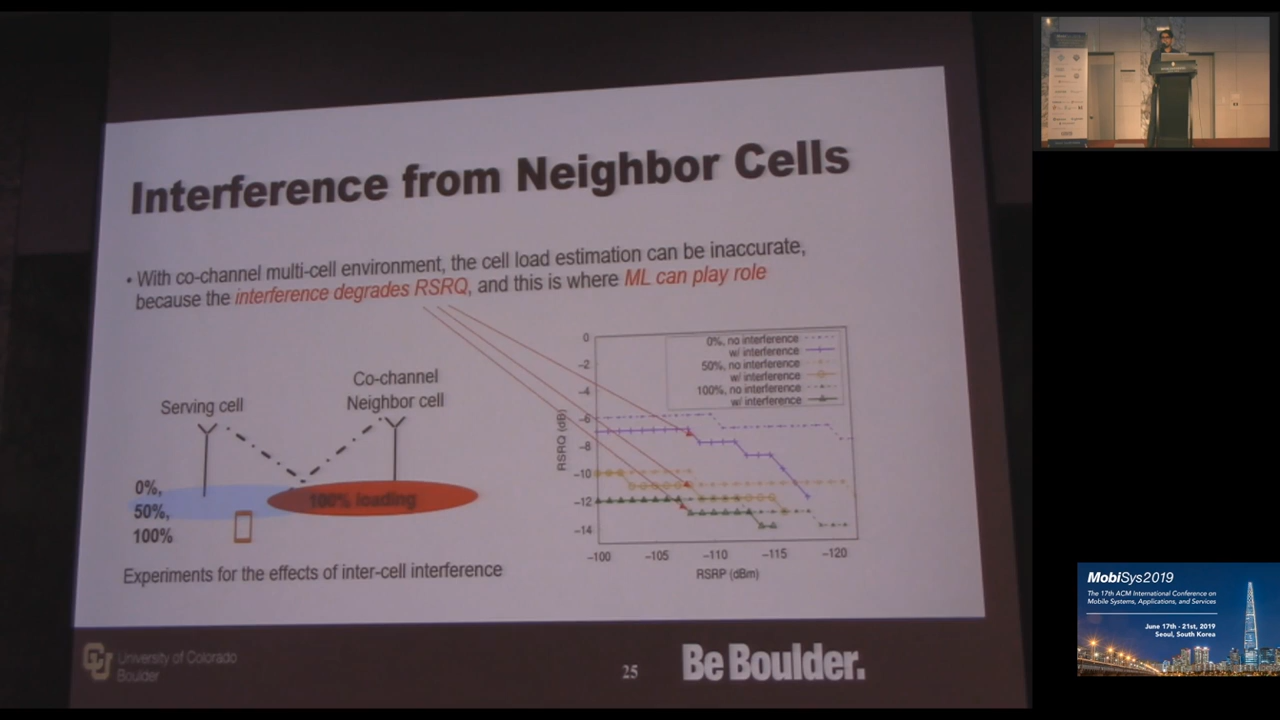 Interference from Neighbor Cells
• With co-channel multi-cell environment, the cell load estimation can be inaccurate,
because the interference degrades RSRQ, and this is where ML can play role
Serving cell
Co-channel
Neighbor cell
0%,
50%,
100%
100% loading
Experiments for the effects of inter-cell interference
0%, no interference
w/ interference
50%, no interference
w/ interference
100%, no interference
w/ interference
RSRQ (dB)
0
−2
−4
−6
−8
−10
−12
−14
−100 −105 −110 −115 −120
RSRP (dBm)
CU
University of Colorado
Boulder
25
Be Boulder.
MobiSys2019
The 17th ACM International Conference on
Mobile Systems, Applications, and Services
June 17th - 21st, 2019
Seoul, South Korea